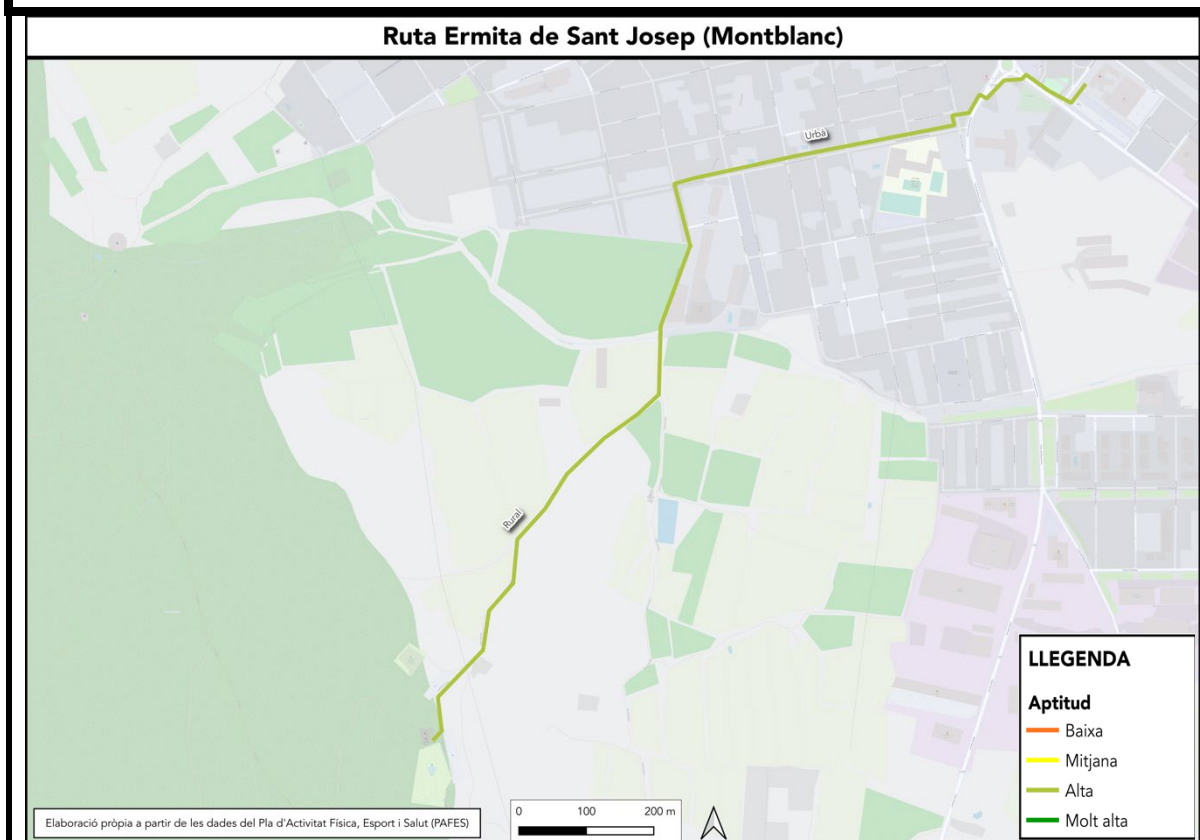 Ruta Ermita de Sant Josep (Montblanc)
Urbà
Rural
LLEGENDA
Aptitud
Baixa
Mitjana
Alta
Molt alta
Elaboració pròpia a partir de les dades del Pla d'Activitat Física, Esport i Salut (PAFES)
0 100 200 m